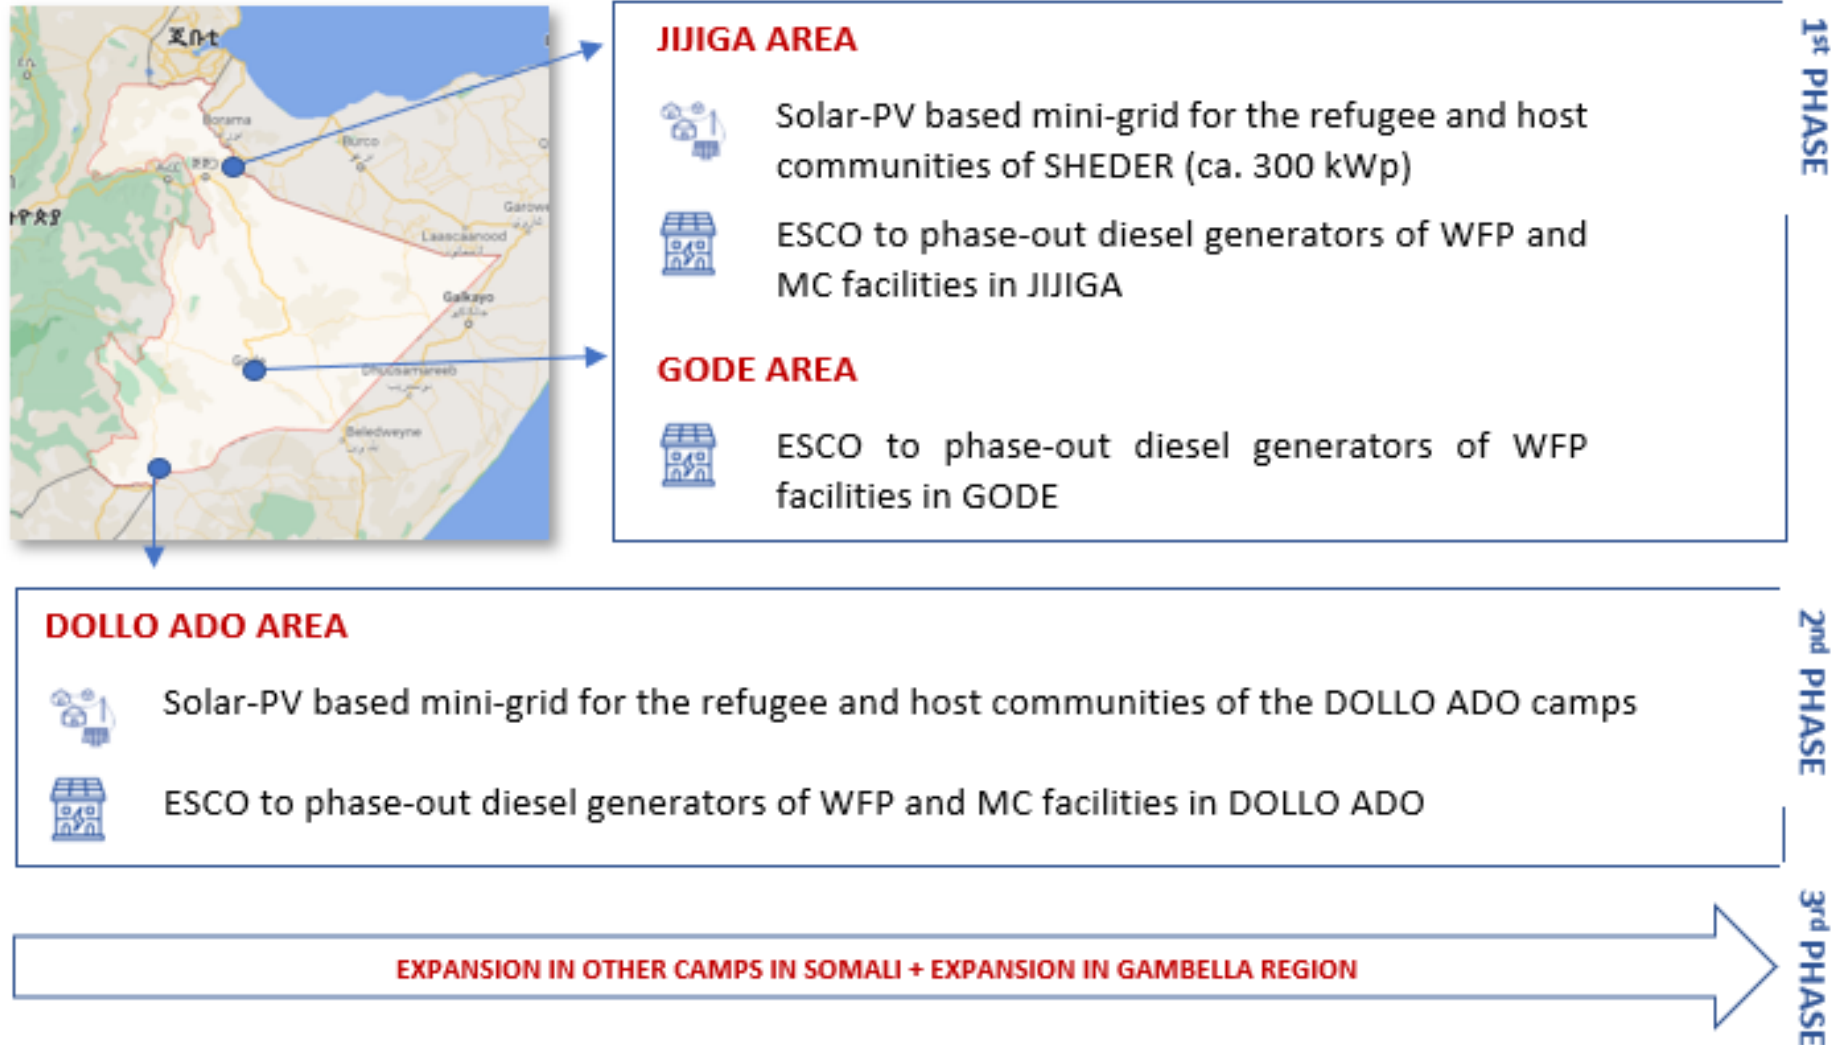 ጂቡቲ
Borama
Burco
Garowe
Laascaanood
Galkayo
Gode
Dhuusamareeb
Beledweyne
JIJIGA AREA
Solar-PV based mini-grid for the refugee and host
communities of SHEDER (ca. 300 kWp)
ESCO to phase-out diesel generators of WFP and
MC facilities in JIJIGA
GODE AREA
ESCO to phase-out diesel generators of WFP
facilities in GODE
1st PHASE
DOLLO ADO AREA
Solar-PV based mini-grid for the refugee and host communities of the DOLLO ADO camps
ESCO to phase-out diesel generators of WFP and MC facilities in DOLLO ADO
2nd PHASE
EXPANSION IN OTHER CAMPS IN SOMALI + EXPANSION IN GAMBELLA REGION
3rd PHASE